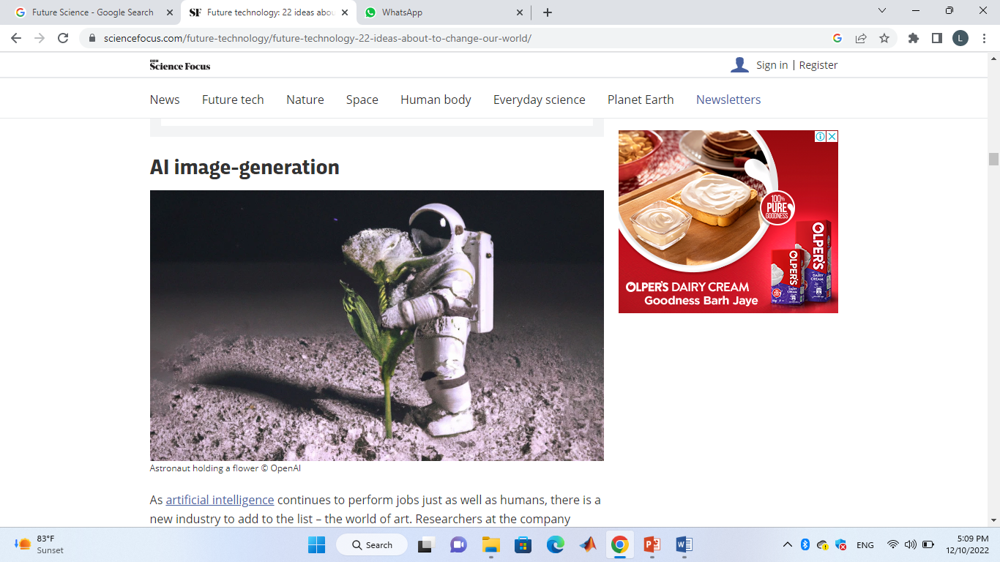 Future Science - Google Search
SF Future technology: 22 ideas abou
WhatsApp
sciencefocus.com/future-technology/future-technology-22-ideas-about-to-change-our-world/
L
Science Focus
Sign in | Register
News Future tech Nature Space Human body Everyday science Planet Earth Newsletters
AI image-generation
100%
PURE
GOODNESS
OLPER'S
OLPER'S
DAIRY
CREAM
OLPER'S DAIRY CREAM
Goodness Barh Jaye
Astronaut holding a flower © OpenAI
As artificial intelligence continues to perform jobs just as well as humans, there is a
new industry to add to the list – the world of art. Researchers at the company
83°F
Sunset
Search
ENG
5:09 PM
12/10/2022